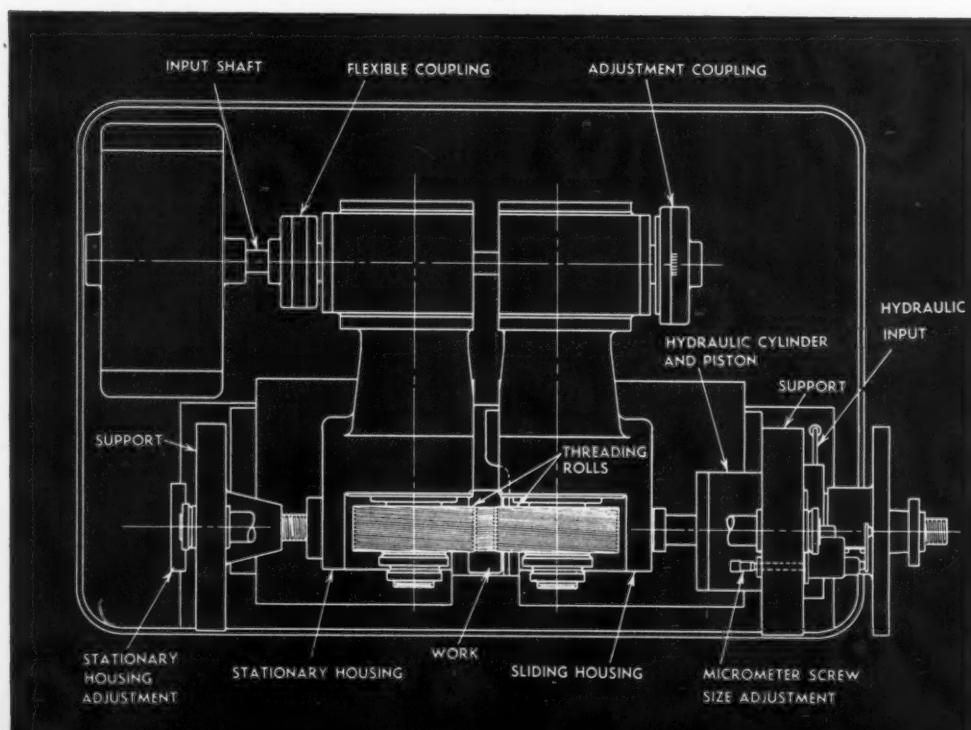 INPUT SHAFT
FLEXIBLE COUPLING
ADJUSTMENT COUPLING
HYDRAULIC
INPUT
HYDRAULIC CYLINDER
AND PISTON
SUPPORT
SUPPORT
THREADING
ROLLS
STATIONARY
HOUSING
ADJUSTMENT
STATIONARY HOUSING
WORK
SLIDING HOUSING
MICROMETER SCREW
SIZE ADJUSTMENT